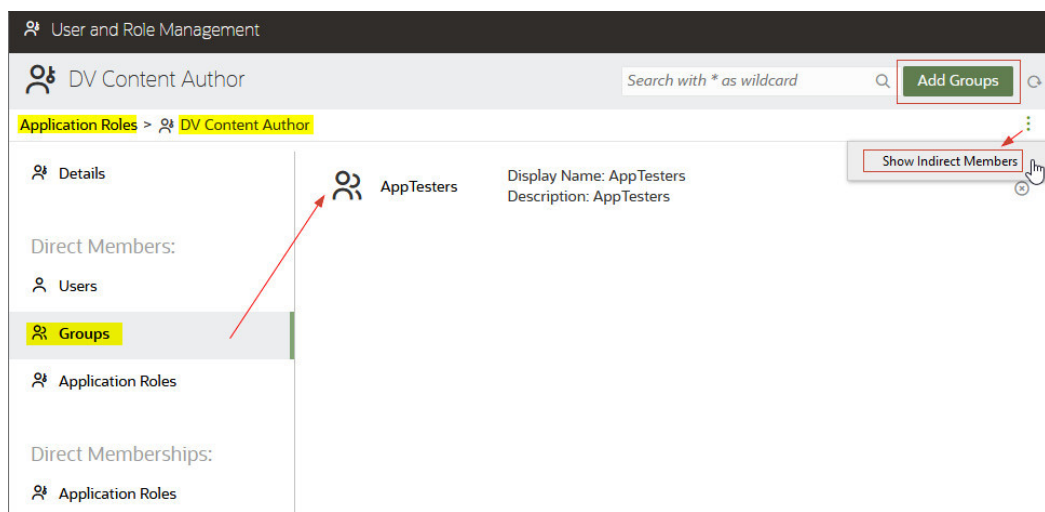 User and Role Management
DV Content Author
Search with * as wildcard
Add Groups
Application Roles > DV Content Author
Show Indirect Members
Details
AppTesters
Display Name: AppTesters
Description: AppTesters
Direct Members:
Users
Groups
Application Roles
Direct Memberships:
Application Roles